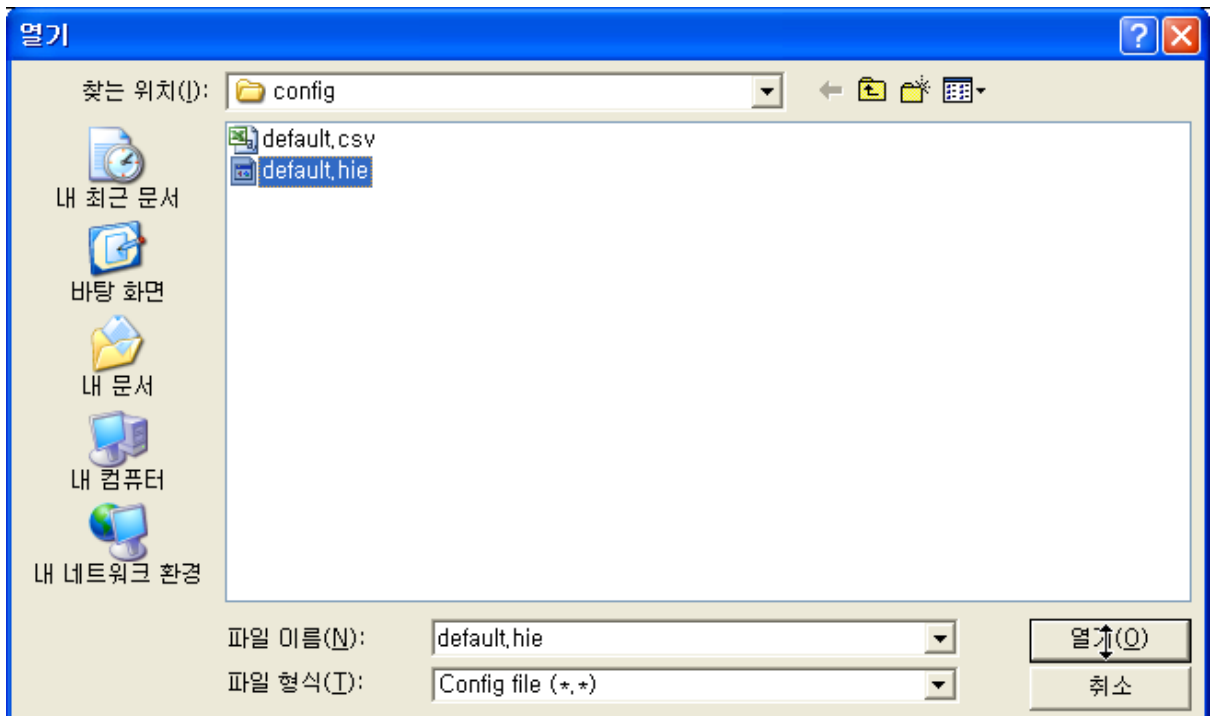 열기
찾는 위치(I):
config
default.csv
default.hie
내 최근 문서
바탕 화면
내 문서
내 컴퓨터
내 네트워크 환경
파일 이름(N):
default.hie
열기(O)
파일 형식(T):
Config file (*.*)
취소